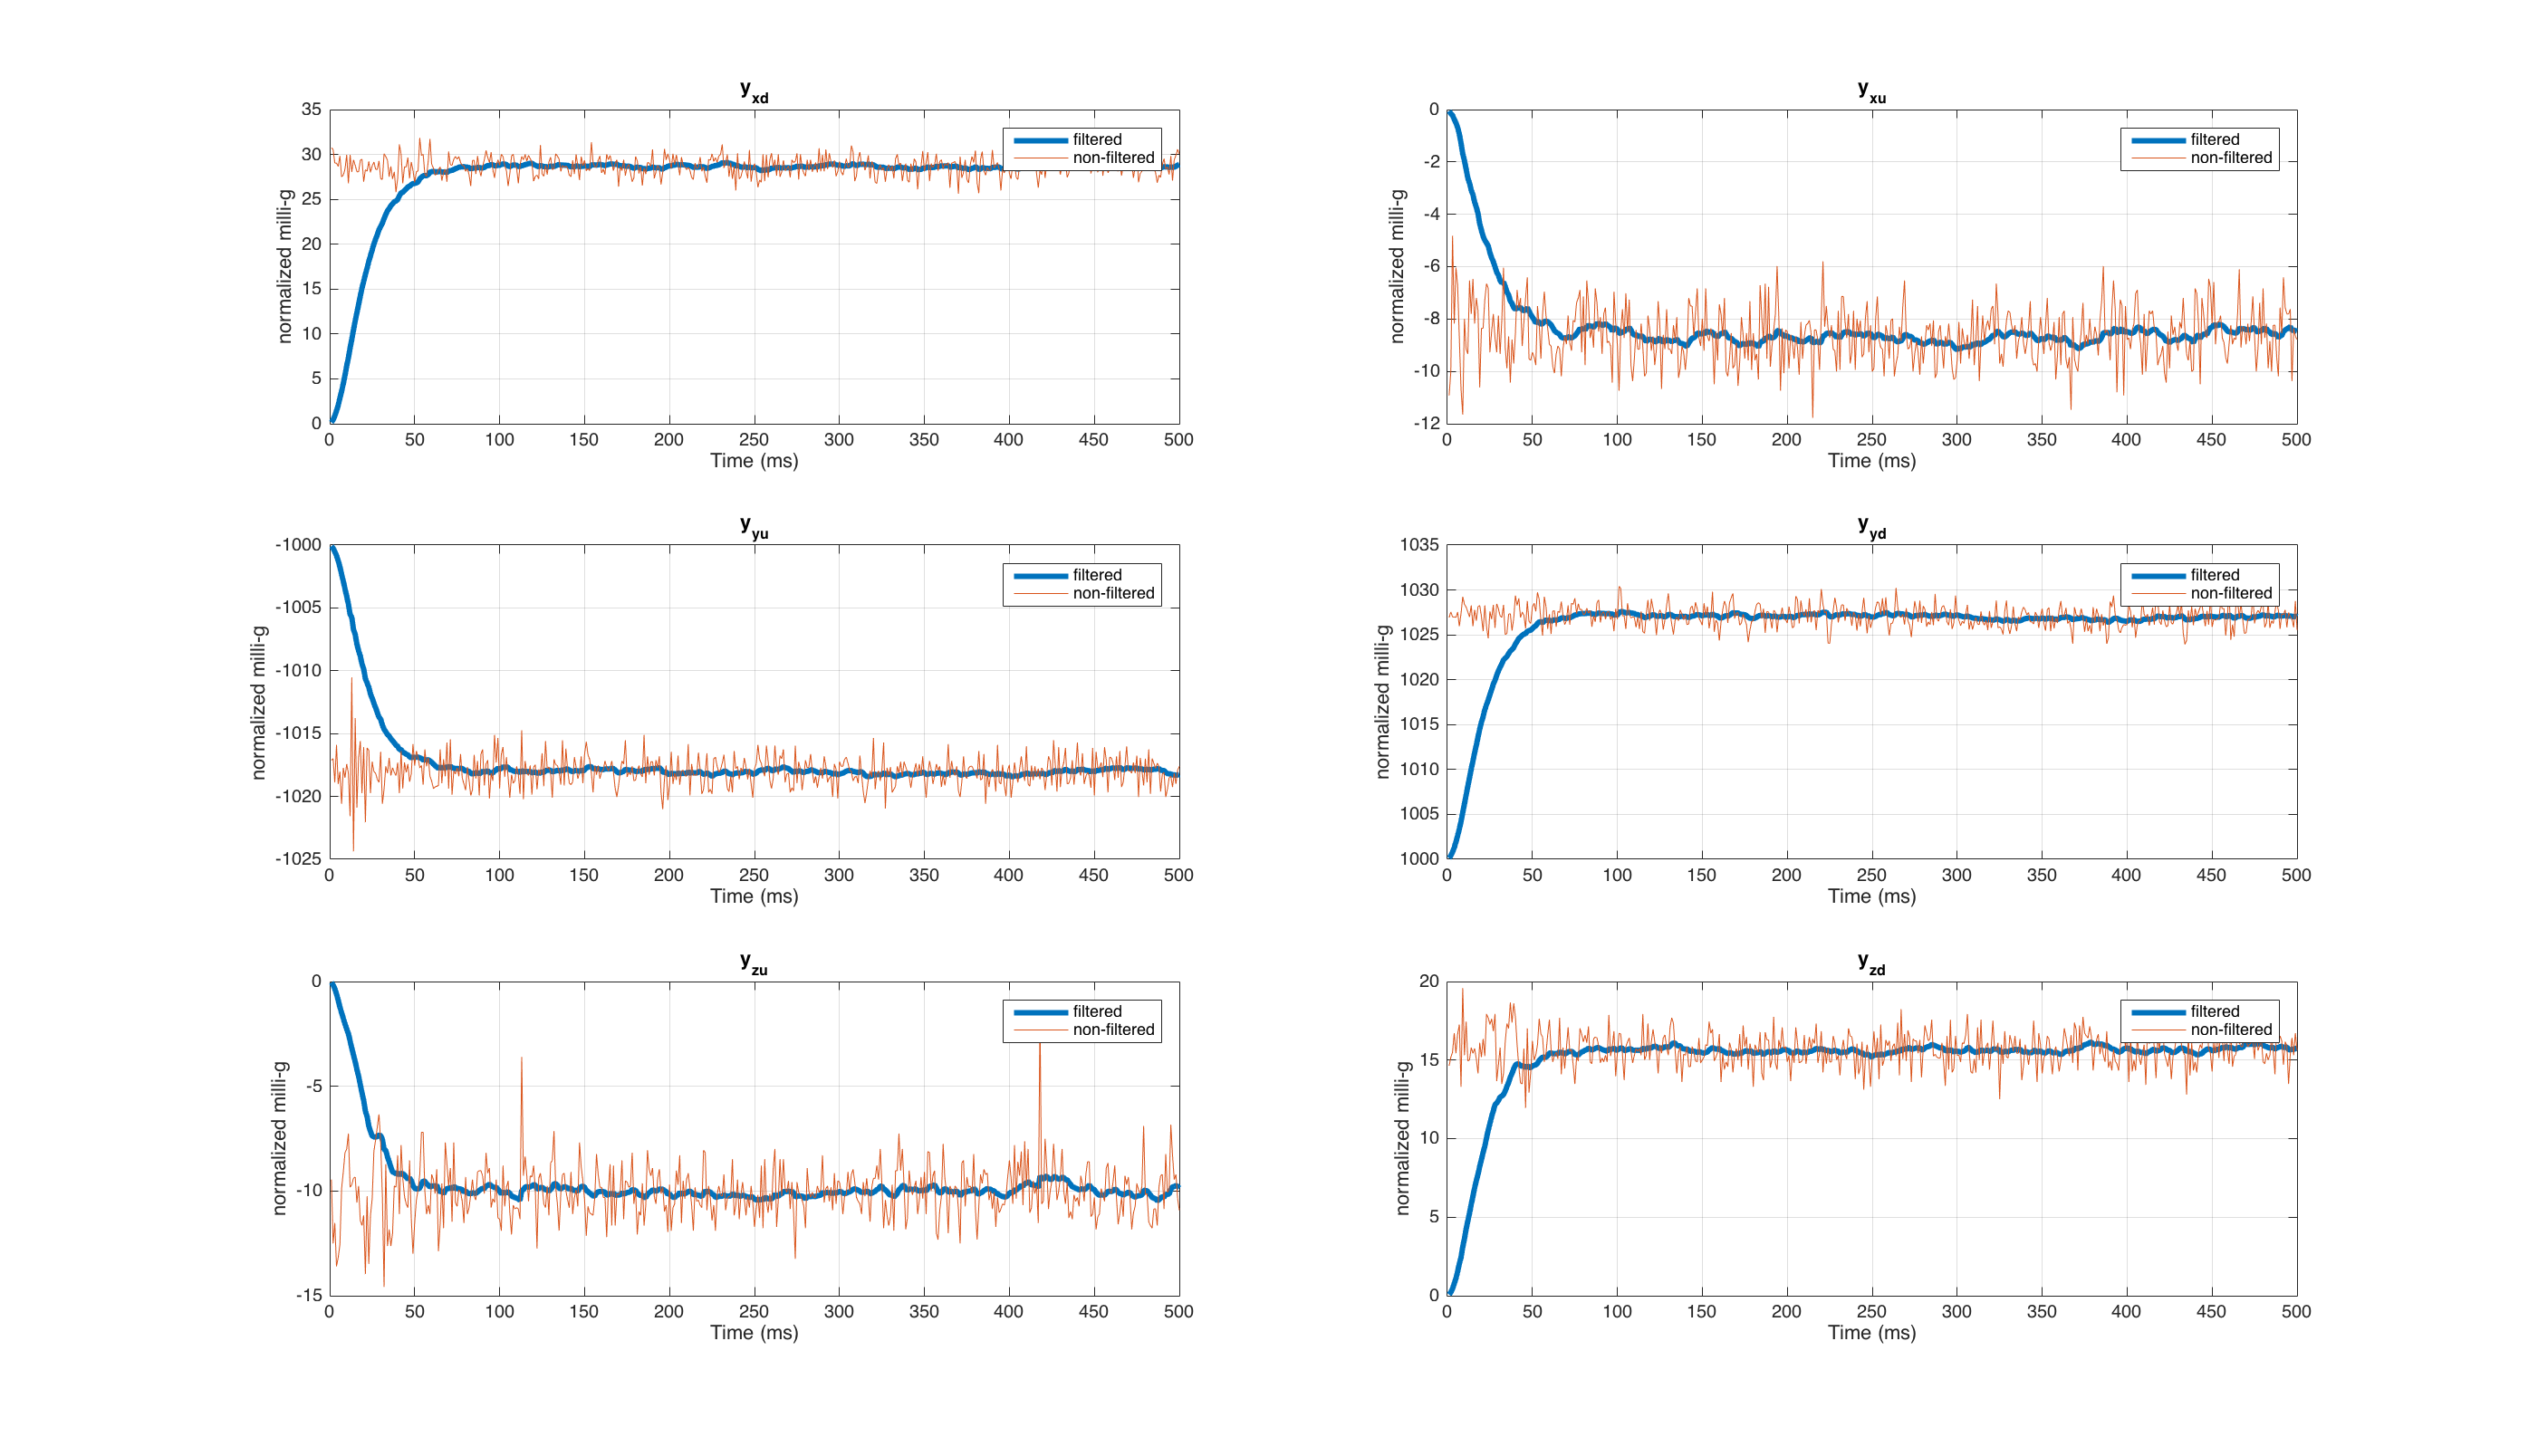 y_xd
35
30
25
20
15
10
5
0
normalized milli-g
filtered
non-filtered
0 50 100 150 200 250 300 350 400 450 500
Time (ms)
y_xu
0
-2
-4
-6
-8
-10
-12
normalized milli-g
filtered
non-filtered
0 50 100 150 200 250 300 350 400 450 500
Time (ms)
y_yu
-1000
-1005
-1010
-1015
-1020
-1025
normalized milli-g
filtered
non-filtered
0 50 100 150 200 250 300 350 400 450 500
Time (ms)
y_yd
1035
1030
1025
1020
1015
1010
1005
1000
normalized milli-g
filtered
non-filtered
0 50 100 150 200 250 300 350 400 450 500
Time (ms)
y_zu
0
-5
-10
-15
normalized milli-g
filtered
non-filtered
0 50 100 150 200 250 300 350 400 450 500
Time (ms)
y_zd
20
15
10
5
0
normalized milli-g
filtered
non-filtered
0 50 100 150 200 250 300 350 400 450 500
Time (ms)